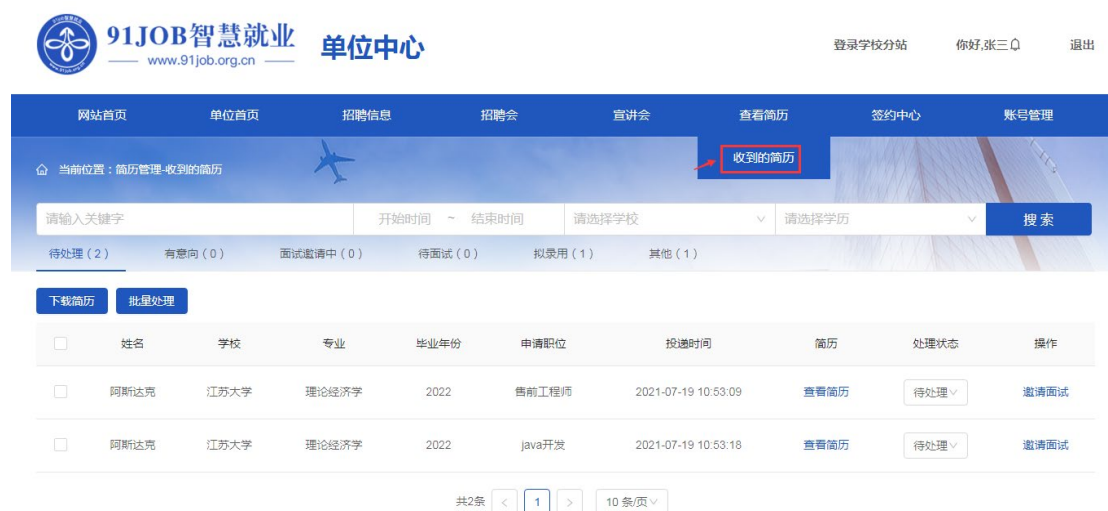 91JOB智慧就业
www.91job.org.cn
单位中心
登录学校分站 你好,张三 退出
网站首页 单位首页 招聘信息 招聘会 宣讲会 查看简历 签约中心 账号管理
当前位置：简历管理-收到的简历
收到的简历
请输入关键字 开始时间 ~ 结束时间 请选择学校 请选择学历 搜索
待处理（2） 有意向（0） 面试邀请中（0） 待面试（0） 拟录用（1） 其他（1）
下载简历 批量处理
姓名 学校 专业 毕业年份 申请职位 投递时间 简历 处理状态 操作
阿斯达克 江苏大学 理论经济学 2022 售前工程师 2021-07-19 10:53:09 查看简历 待处理 邀请面试
阿斯达克 江苏大学 理论经济学 2022 java开发 2021-07-19 10:53:18 查看简历 待处理 邀请面试
共2条 < 1 > 10 条/页